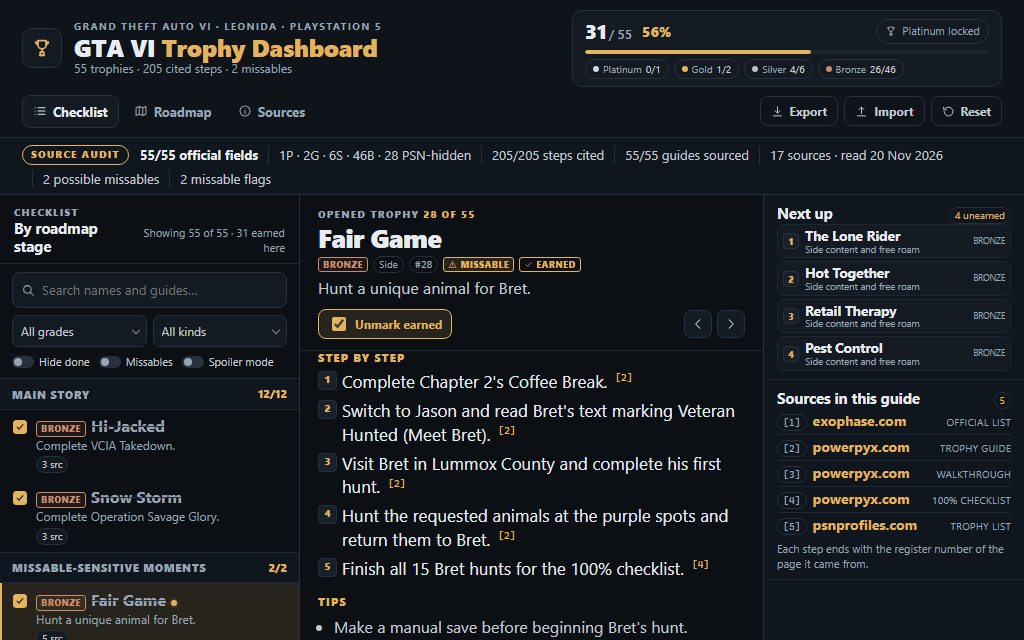 GRAND THEFT AUTO VI • LEONIDA • PLAYSTATION 5
GTA VI Trophy Dashboard
55 trophies · 205 cited steps · 2 missables
31 / 55 56%
Platinum locked
Platinum 0/1
Gold 1/2
Silver 4/6
Bronze 26/46
Checklist
Roadmap
Sources
Export
Import
Reset
SOURCE AUDIT
55/55 official fields
1P · 2G · 6S · 46B · 28 PSN-hidden
205/205 steps cited
55/55 guides sourced
17 sources · read 20 Nov 2026
2 possible missables
2 missable flags
CHECKLIST
By roadmap
stage
Showing 55 of 55 · 31 earned
here
Search names and guides...
All grades
All kinds
Hide done
Missables
Spoiler mode
MAIN STORY 12/12
BRONZE Hi-Jacked
Complete VCIA Takedown.
3 src
BRONZE Snow Storm
Complete Operation Savage Glory.
3 src
MISSABLE-SENSITIVE MOMENTS 2/2
BRONZE Fair Game
Hunt a unique animal for Bret.
5 src
OPENED TROPHY 28 OF 55
Fair Game
BRONZE Side #28 ⚠ MISSABLE ✓ EARNED
Hunt a unique animal for Bret.
Unmark earned
STEP BY STEP
1 Complete Chapter 2's Coffee Break. [2]
2 Switch to Jason and read Bret's text marking Veteran
Hunted (Meet Bret). [2]
3 Visit Bret in Lummox County and complete his first
hunt. [2]
4 Hunt the requested animals at the purple spots and
return them to Bret. [2]
5 Finish all 15 Bret hunts for the 100% checklist. [4]
TIPS
• Make a manual save before beginning Bret's hunt.
Next up 4 unearned
1 The Lone Rider BRONZE
Side content and free roam
2 Hot Together BRONZE
Side content and free roam
3 Retail Therapy BRONZE
Side content and free roam
4 Pest Control BRONZE
Side content and free roam
Sources in this guide 5
[1] exophase.com OFFICIAL LIST
[2] powerpyx.com TROPHY GUIDE
[3] powerpyx.com WALKTHROUGH
[4] powerpyx.com 100% CHECKLIST
[5] psnprofiles.com TROPHY LIST
Each step ends with the register number of the
page it came from.